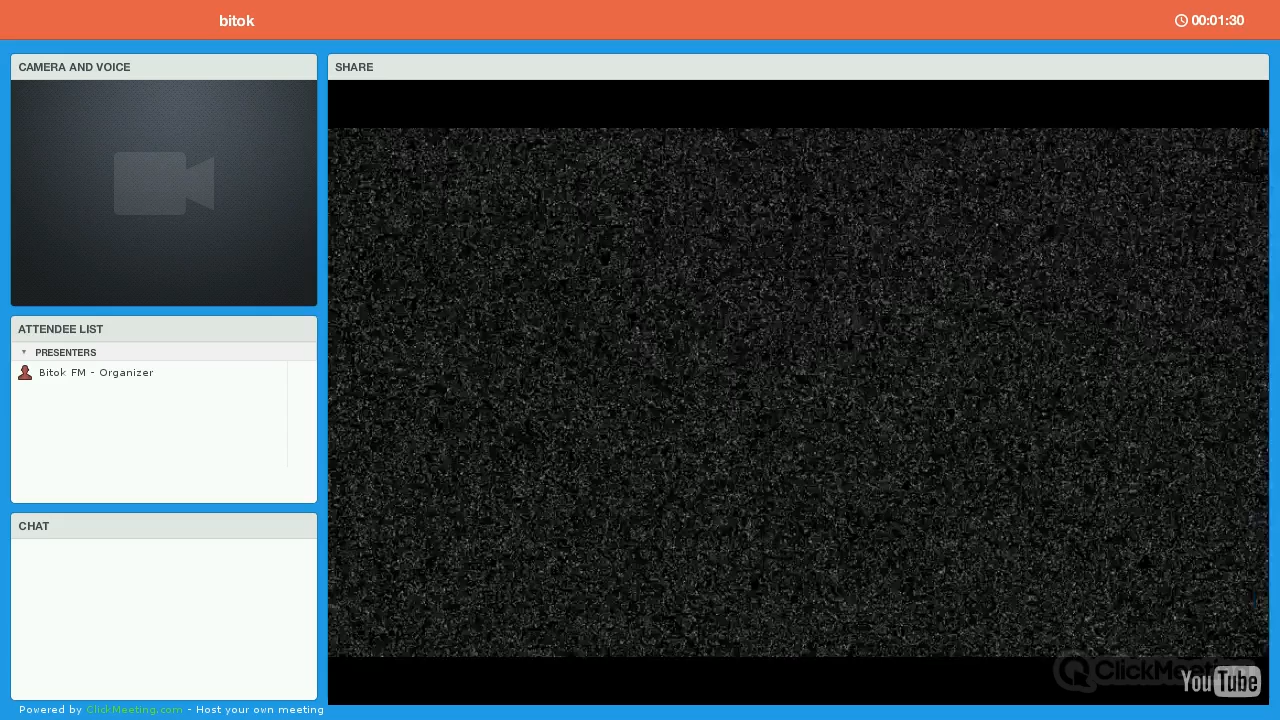 bitok
00:01:30
CAMERA AND VOICE
SHARE
ATTENDEE LIST
PRESENTERS
Bitok FM - Organizer
CHAT
ClickMeeting
YouTube
Powered by ClickMeeting.com - Host your own meeting